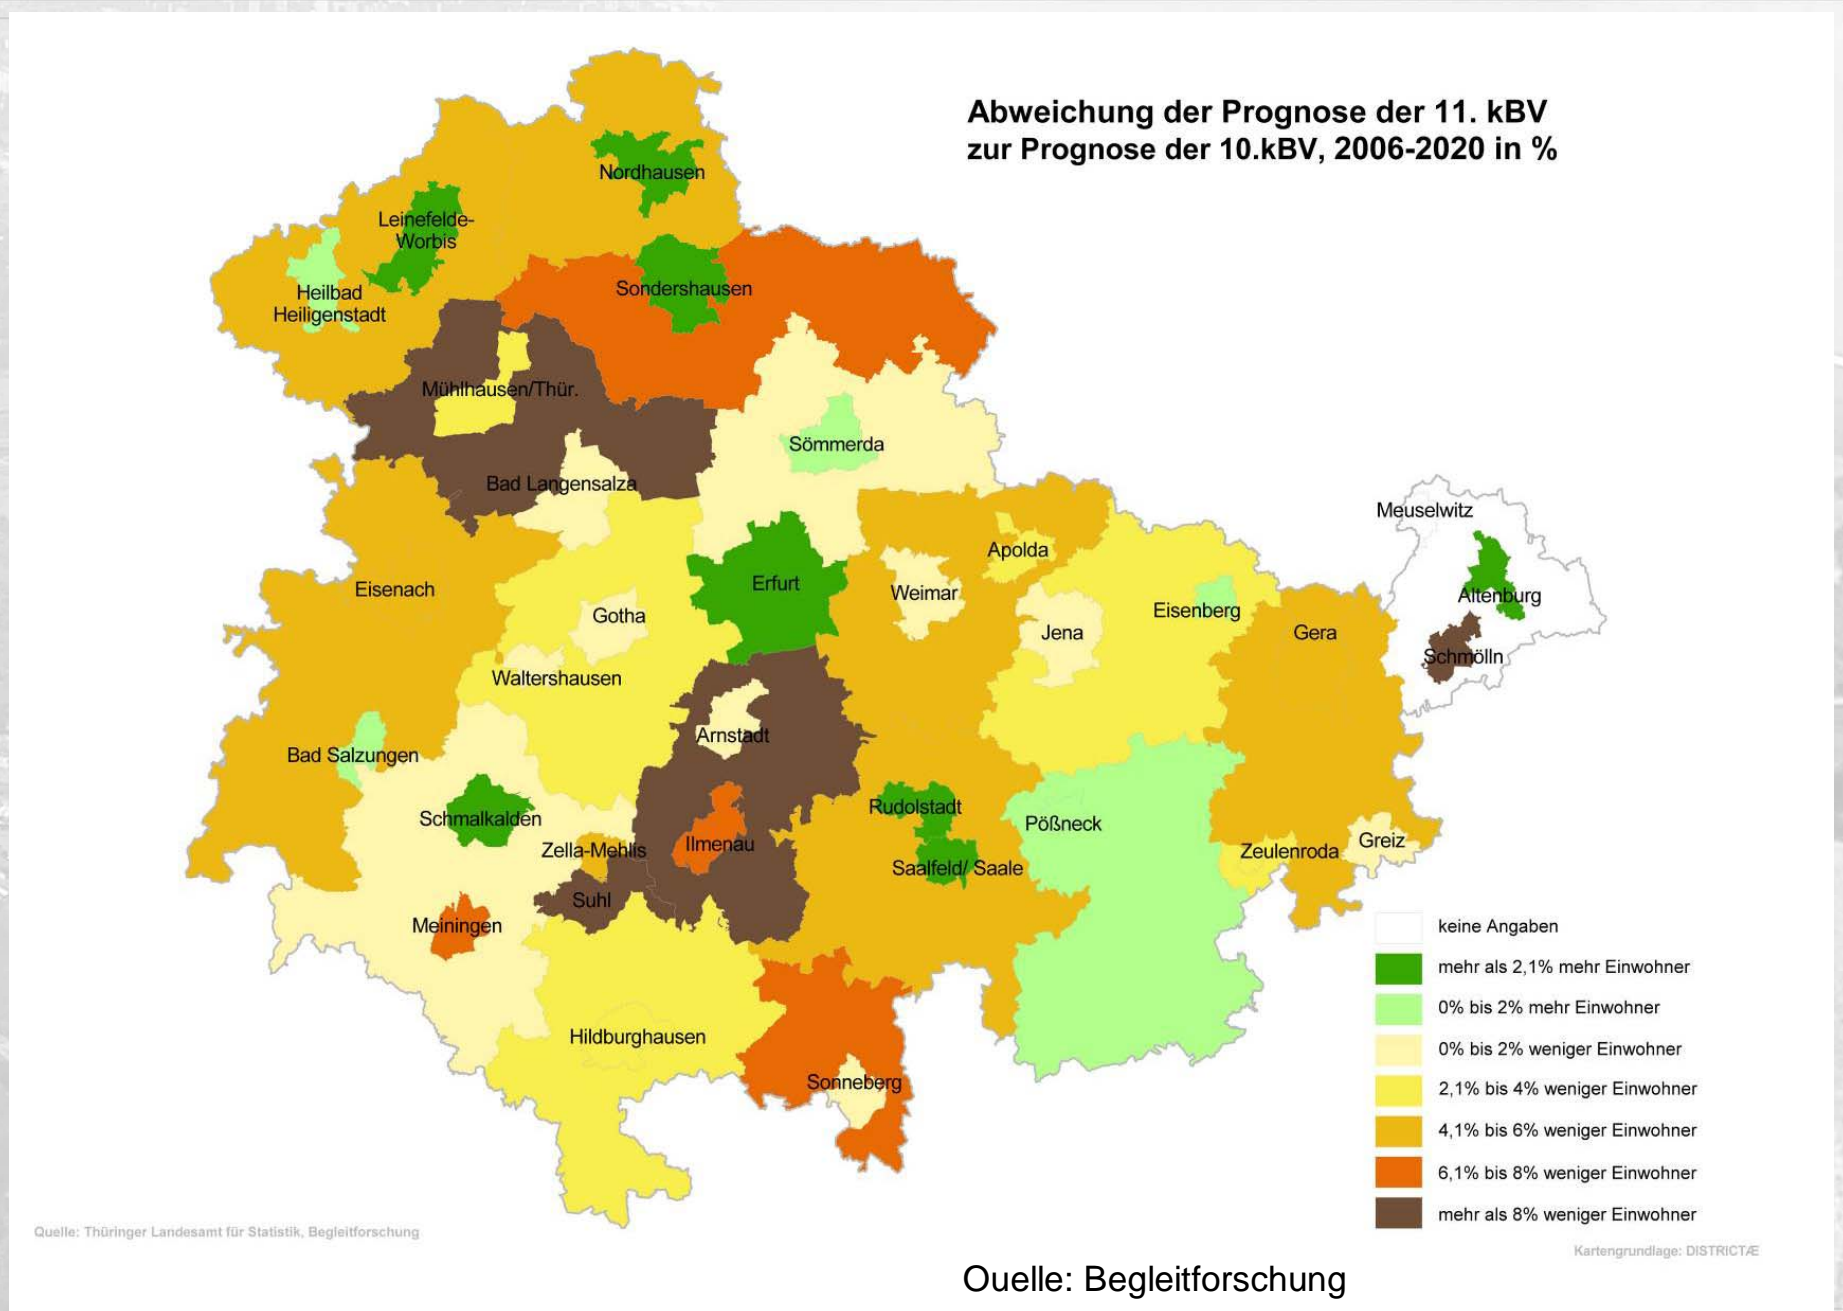 Abweichung der Prognose der 11. kBV
zur Prognose der 10.kBV, 2006-2020 in %
Nordhausen
Leinefelde-
Worbis
Sondershausen
Heilbad
Heiligenstadt
Mühlhausen/Thür.
Sömmerda
Bad Langensalza
Meuselwitz
Apolda
Erfurt
Eisenach
Weimar
Altenburg
Eisenberg
Gotha
Jena
Gera
Schmölln
Waltershausen
Arnstadt
Bad Salzungen
Rudolstadt
Schmalkalden
Pößneck
Greiz
Ilmenau
Zella-Mehlis
Zeulenroda
Saalfeld/ Saale
Suhl
Meiningen
Hildburghausen
Sonneberg
keine Angaben
mehr als 2,1% mehr Einwohner
0% bis 2% mehr Einwohner
0% bis 2% weniger Einwohner
2,1% bis 4% weniger Einwohner
4,1% bis 6% weniger Einwohner
6,1% bis 8% weniger Einwohner
mehr als 8% weniger Einwohner
Quelle: Thüringer Landesamt für Statistik, Begleitforschung
Kartengrundlage: DISTRICTÆ
Quelle: Begleitforschung